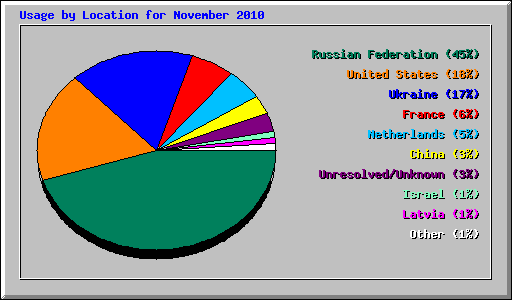 Usage by Location for November 2010
Russian Federation (45%)
United States (18%)
Ukraine (17%)
France (6%)
Netherlands (5%)
China (3%)
Unresolved/Unknown (3%)
Israel (1%)
Latvia (1%)
Other (1%)